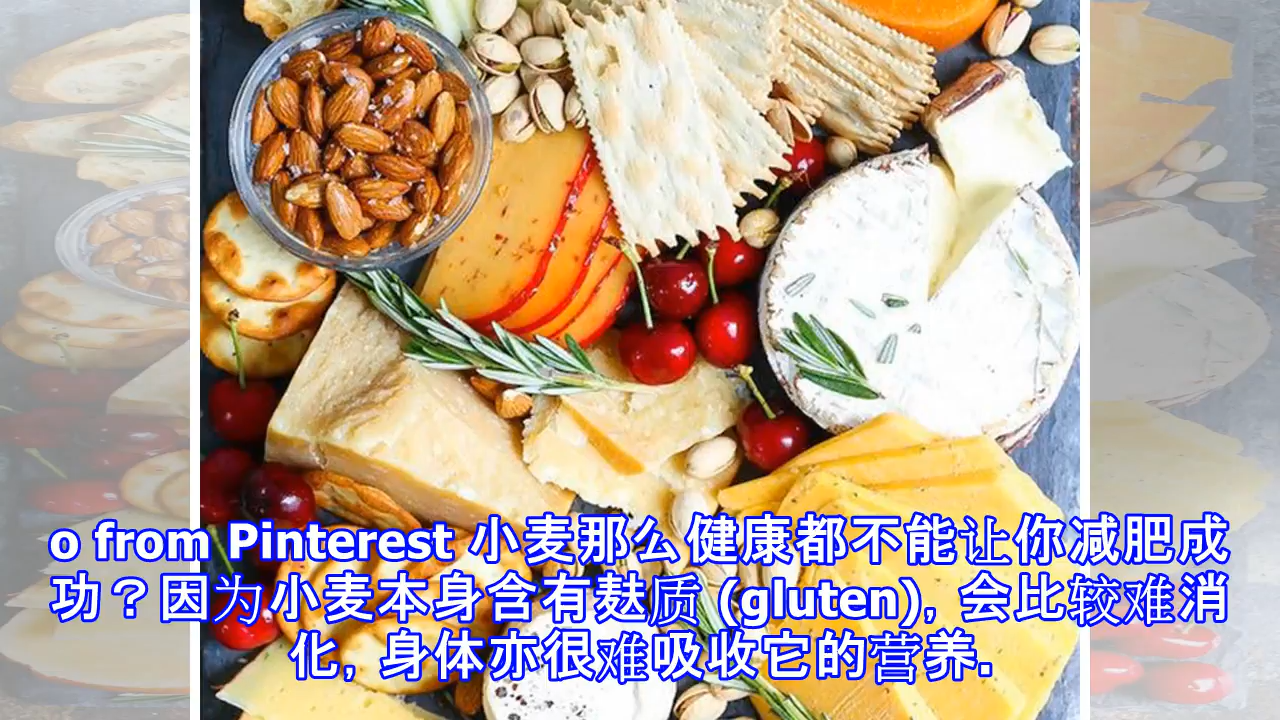 o from Pinterest 小麦那么健康都不能让你减肥成
功？因为小麦本身含有麸质 (gluten), 会比较难消
化, 身体亦很难吸收它的营养.